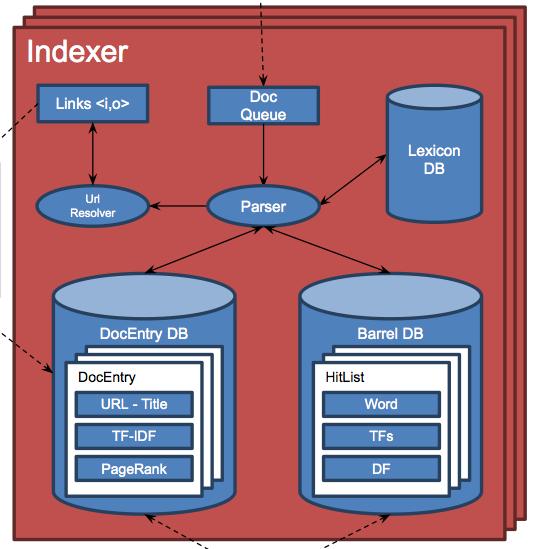 Indexer
Links <i,o>
Doc
Queue
Lexicon
DB
Url
Resolver
Parser
DocEntry DB
DocEntry
URL - Title
TF-IDF
PageRank
Barrel DB
HitList
Word
TFs
DF